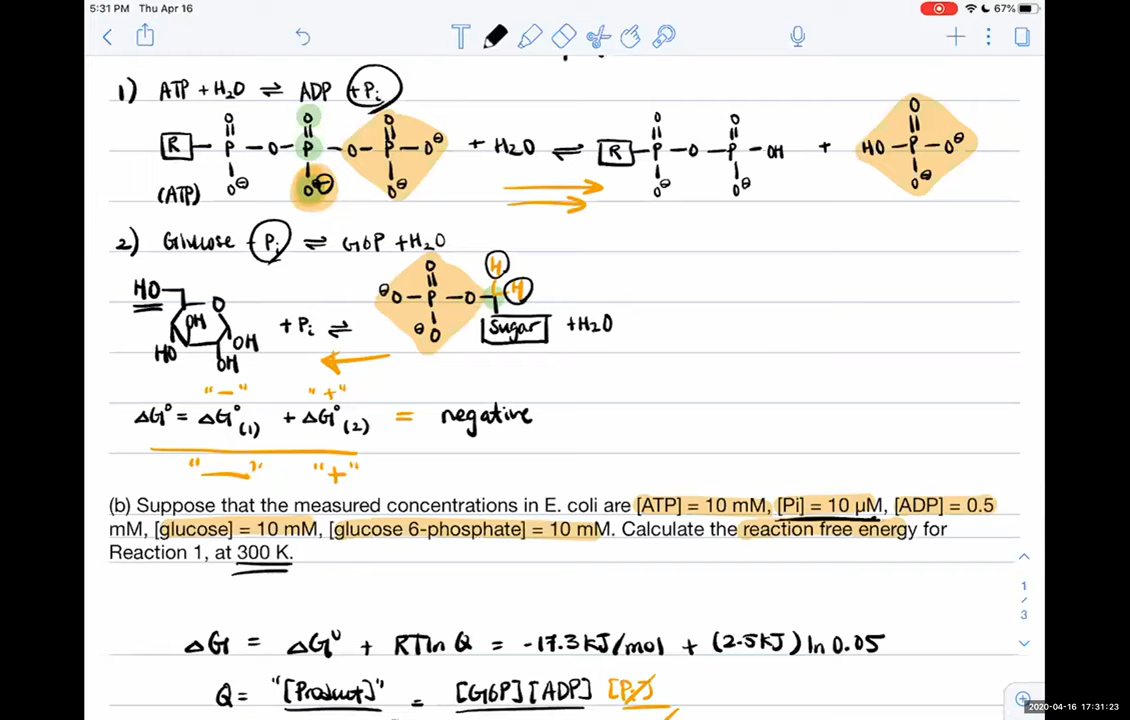 5:31 PM Thu Apr 16
67%
1) ATP + H2O ⇌ ADP + Pi
O O O O O O
|| || || || || ||
R – P – O – P – O – P – O⊖ + H2O ⇌ R – P – O – P – OH + HO – P – O⊖
O⊖ O⊖ O⊖ O⊖ O⊖ O⊖
(ATP)
2) Glucose + Pi ⇌ G6P + H2O
O H
HO O ⊖O – P – O H
OH + Pi ⇌ ⊖O Sugar + H2O
HO OH OH
"−" "+"
ΔG° = ΔG°(1) + ΔG°(2) = negative
"—" "+"
(b) Suppose that the measured concentrations in E. coli are [ATP] = 10 mM, [Pi] = 10 µM, [ADP] = 0.5
mM, [glucose] = 10 mM, [glucose 6-phosphate] = 10 mM. Calculate the reaction free energy for
Reaction 1, at 300 K.
1
/
3
ΔG = ΔG° + RT ln Q = -17.3 kJ/mol + (2.5 kJ) ln 0.05
Q = "[Product]" = [G6P][ADP] [Pi]
2020-04-16 17:31:23